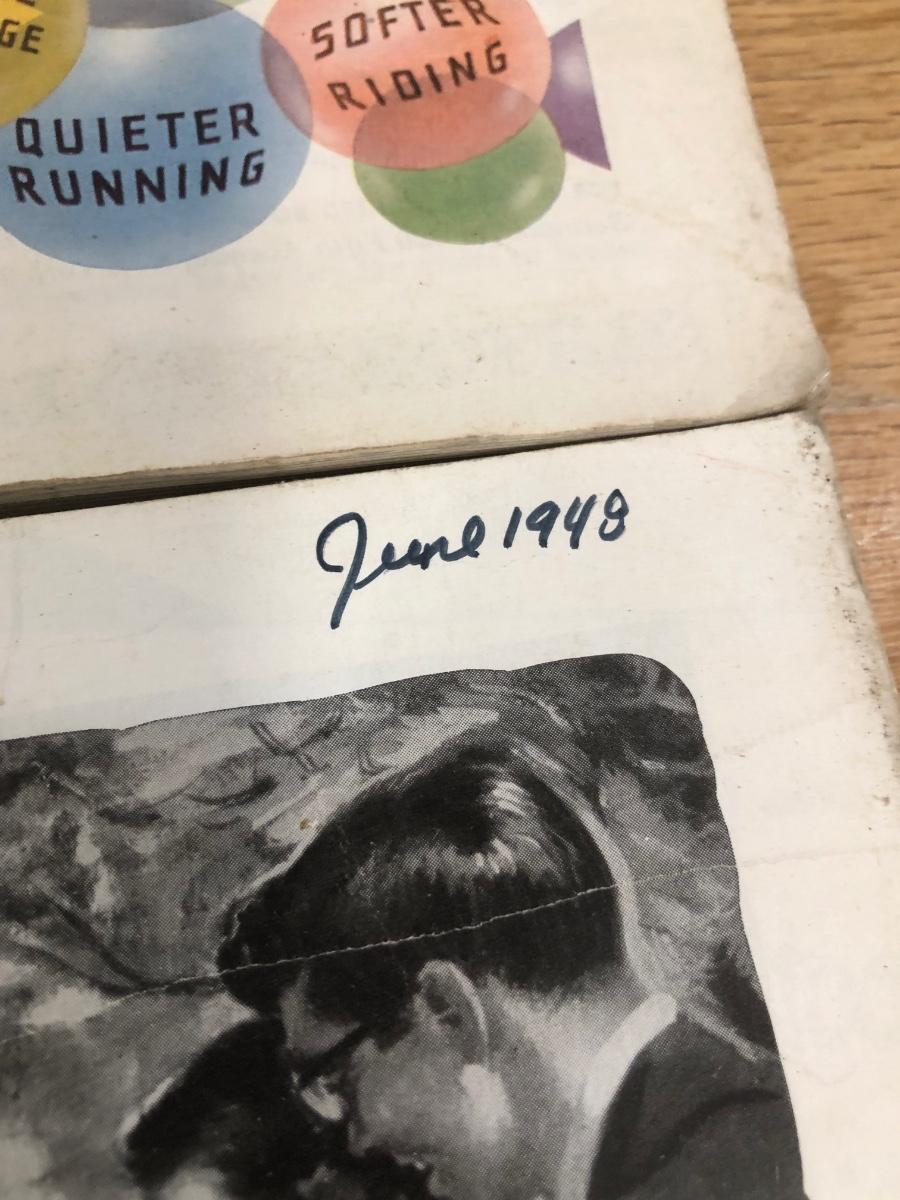 GE
SOFTER
RIDING
QUIETER
RUNNING
June 1948